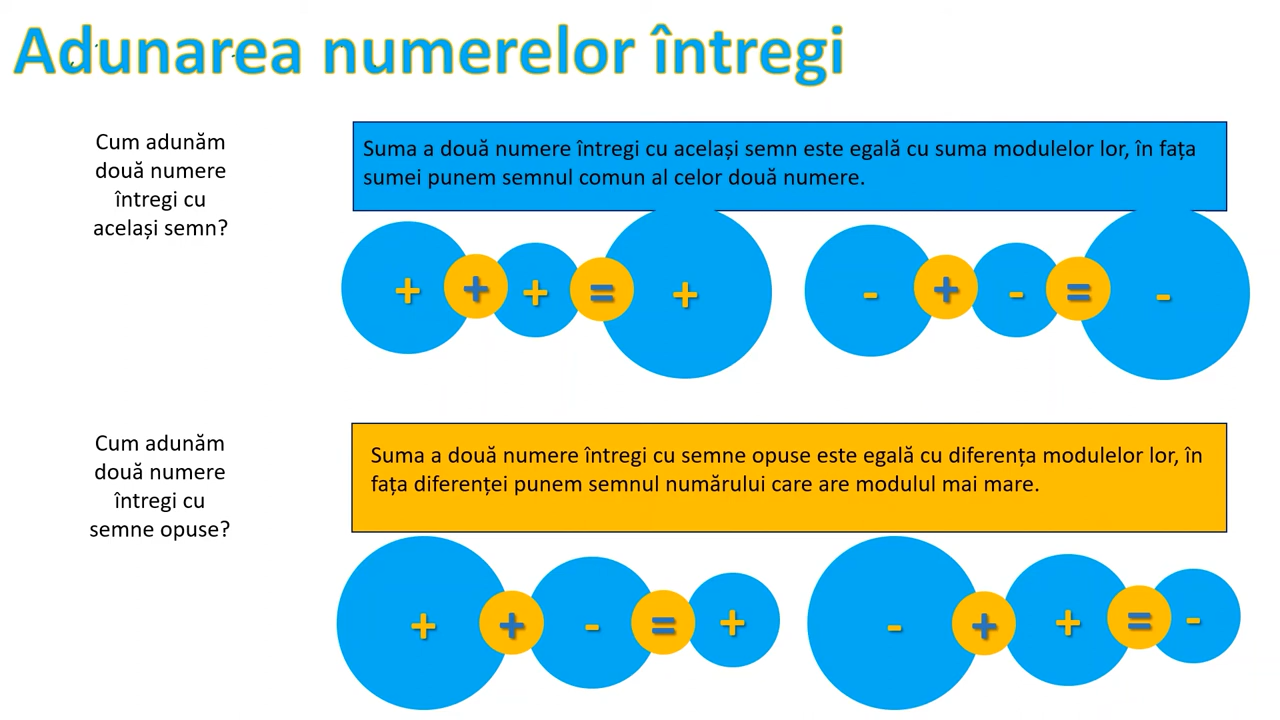 Adunarea numerelor întregi
Cum adunăm
două numere
întregi cu
același semn?
Suma a două numere întregi cu același semn este egală cu suma modulelor lor, în fața
sumei punem semnul comun al celor două numere.
+ + + = +
- + - = -
Cum adunăm
două numere
întregi cu
semne opuse?
Suma a două numere întregi cu semne opuse este egală cu diferența modulelor lor, în
fața diferenței punem semnul numărului care are modulul mai mare.
+ + - = +
- + + = -